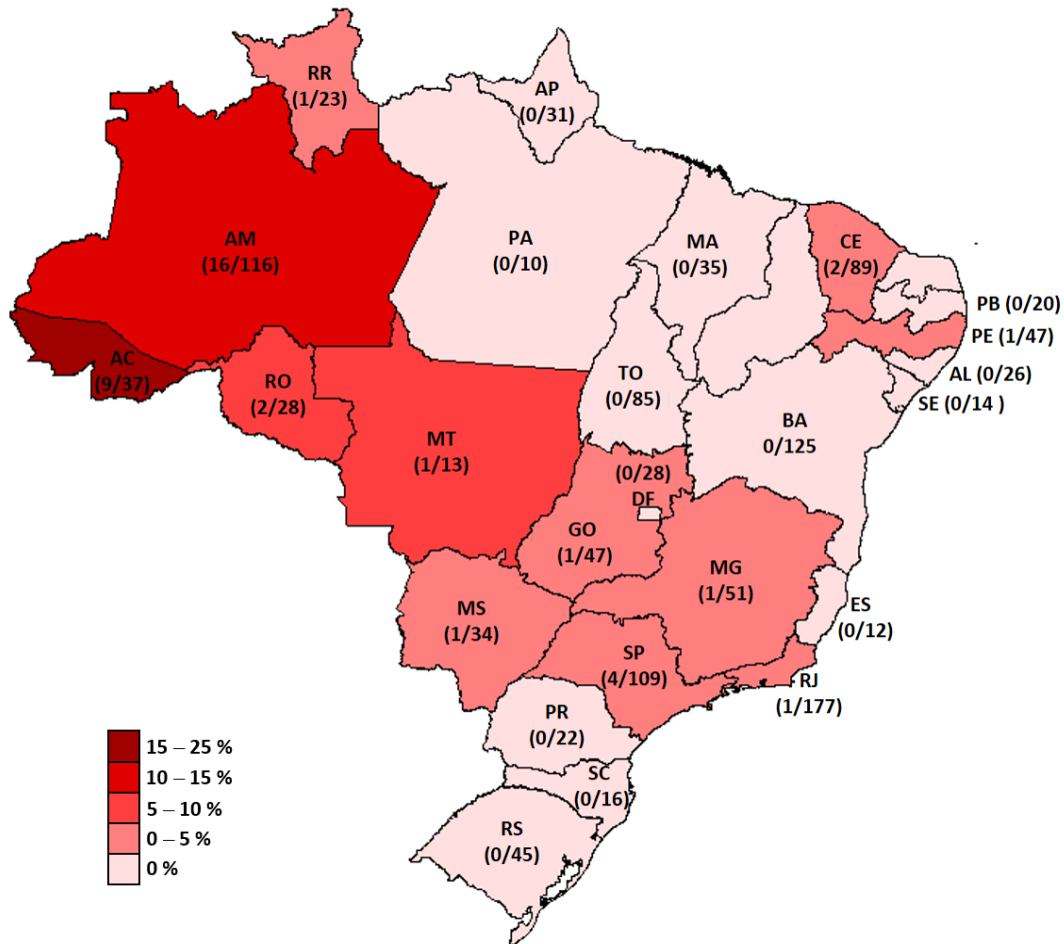 RR
(1/23)
AP
(0/31)
AM
(16/116)
PA
(0/10)
MA
(0/35)
CE
(2/89)
PB (0/20)
PE (1/47)
AL (0/26)
SE (0/14 )
AC
(9/37)
RO
(2/28)
TO
(0/85)
BA
0/125
MT
(1/13)
(0/28)
DF
GO
(1/47)
MG
(1/51)
ES
(0/12)
MS
(1/34)
SP
(4/109)
RJ
(1/177)
PR
(0/22)
SC
(0/16)
RS
(0/45)
15 – 25 %
10 – 15 %
5 – 10 %
0 – 5 %
0 %